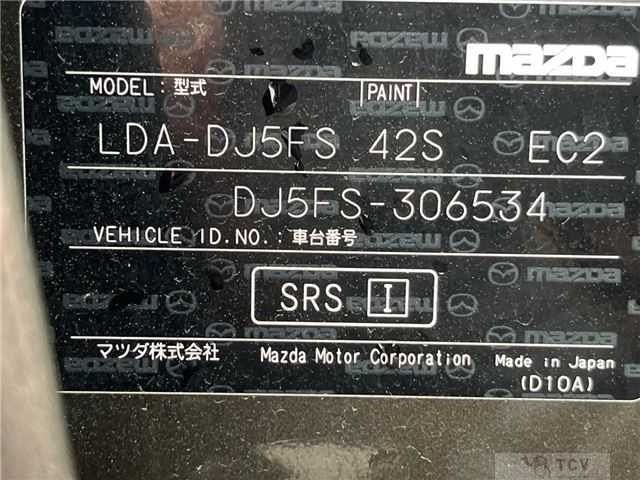 mazda
MODEL: 型式 PAINT
LDA-DJ5FS 42S EC2
DJ5FS-306534
VEHICLE ID.NO.: 車台番号
SRS I
マツダ株式会社 Mazda Motor Corporation Made in Japan
(D10A)
TCV